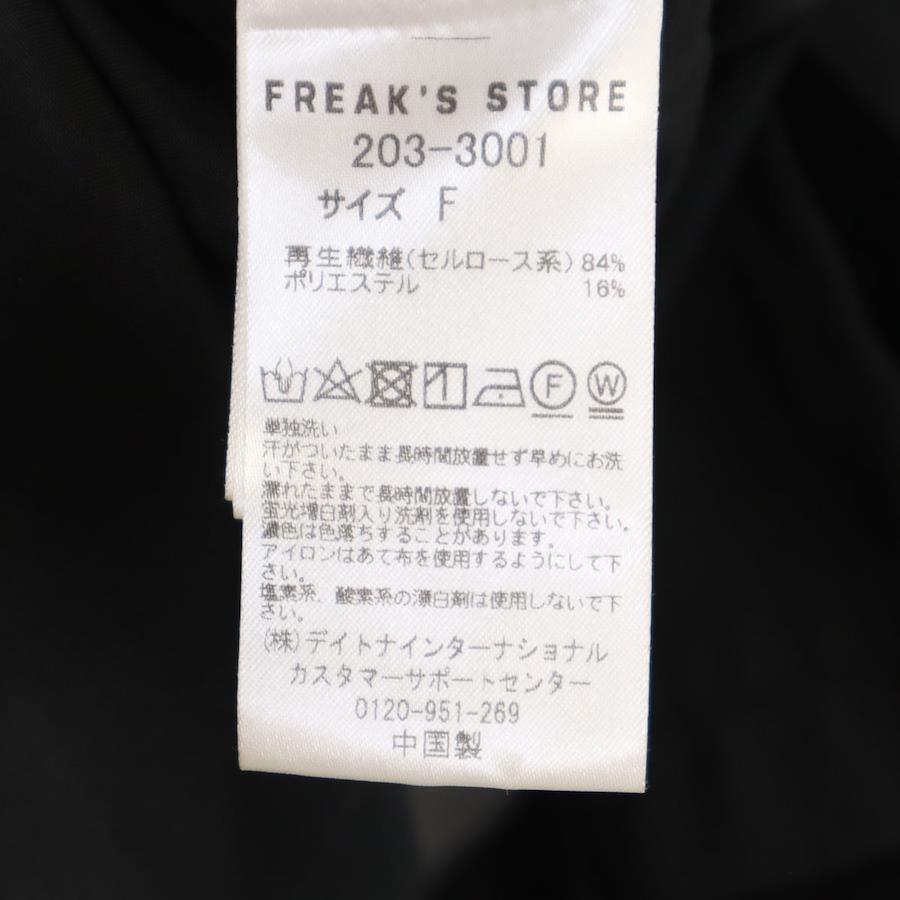 FREAK'S STORE
203-3001
サイズ F
再生繊維(セルロース系) 84%
ポリエステル 16%
F W
単独洗い
汗がついたまま長時間放置せず早めにお洗
い下さい。
濡れたままで長時間放置しないで下さい。
蛍光増白剤入り洗剤を使用しないで下さい。
濃色は色落ちすることがあります。
アイロンはあて布を使用するようにして下
さい。
塩素系、酸素系の漂白剤は使用しないで下
さい。
(株)デイトナインターナショナル
カスタマーサポートセンター
0120-951-269
中国製